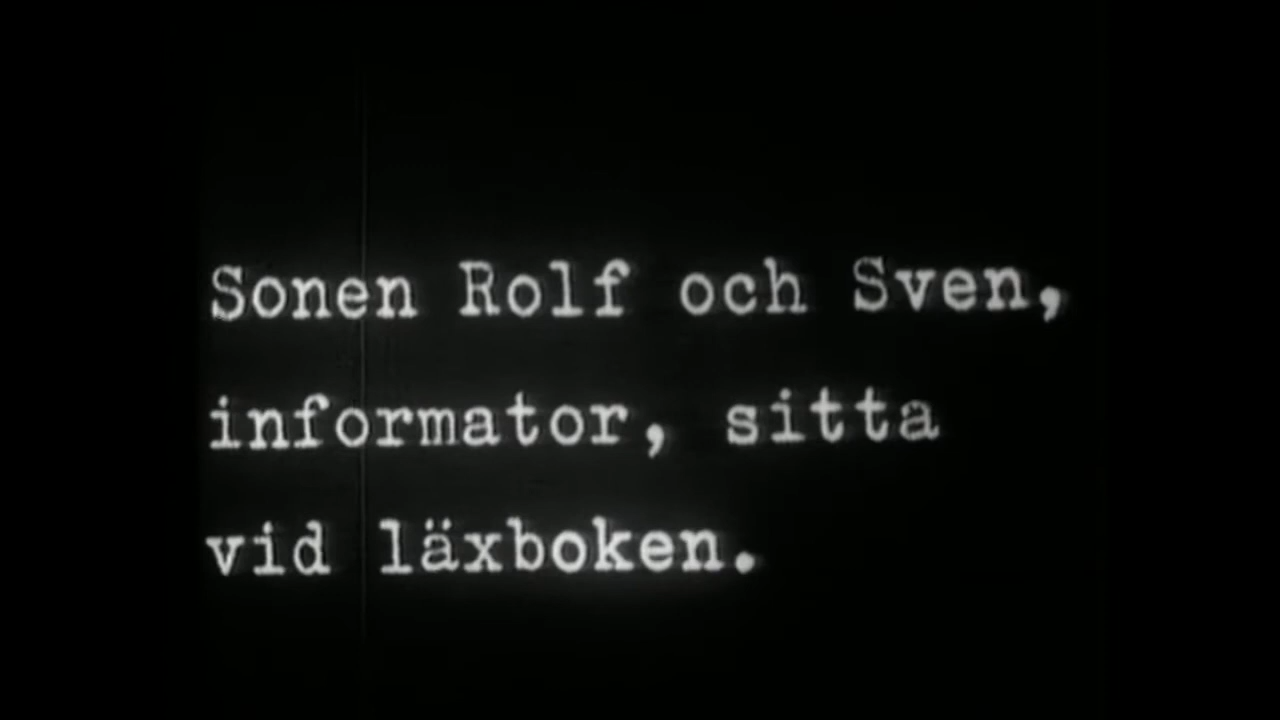 Sonen Rolf och Sven,
informator, sitta
vid läxboken.